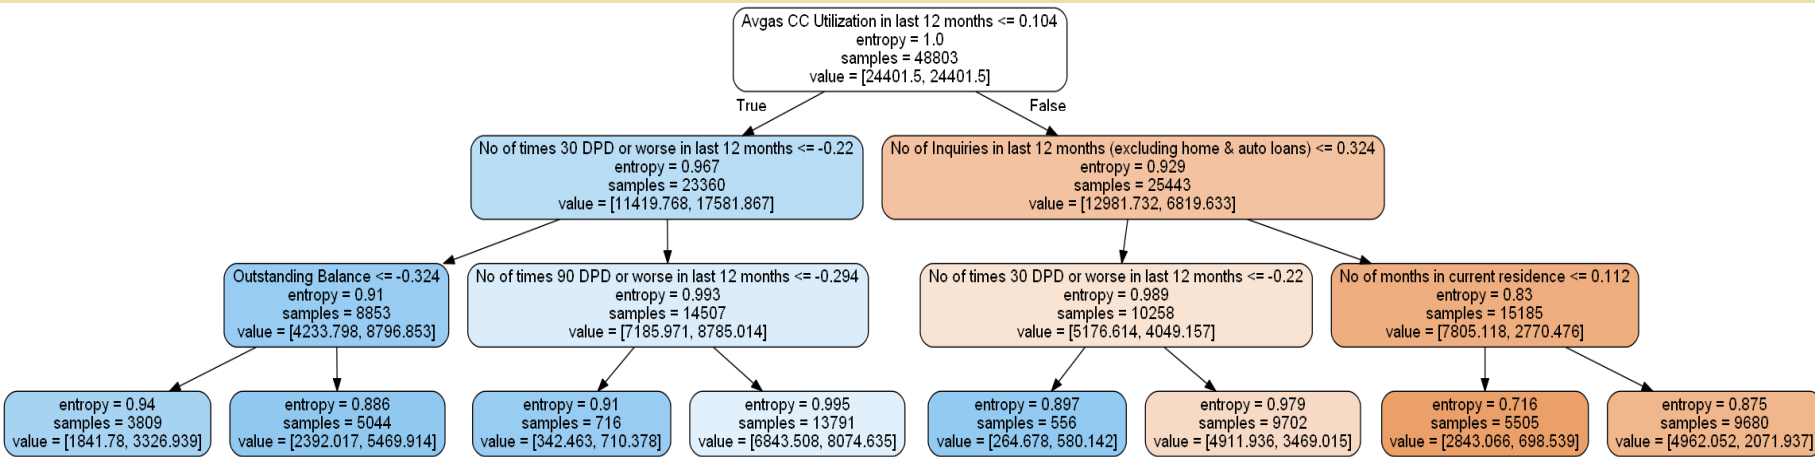 Avgas CC Utilization in last 12 months <= 0.104
entropy = 1.0
samples = 48803
value = [24401.5, 24401.5]
True
False
No of times 30 DPD or worse in last 12 months <= -0.22
entropy = 0.967
samples = 23360
value = [11419.768, 17581.867]
No of Inquiries in last 12 months (excluding home & auto loans) <= 0.324
entropy = 0.929
samples = 25443
value = [12981.732, 6819.633]
Outstanding Balance <= -0.324
entropy = 0.91
samples = 8853
value = [4233.798, 8796.853]
No of times 90 DPD or worse in last 12 months <= -0.294
entropy = 0.993
samples = 14507
value = [7185.971, 8785.014]
No of times 30 DPD or worse in last 12 months <= -0.22
entropy = 0.989
samples = 10258
value = [5176.614, 4049.157]
No of months in current residence <= 0.112
entropy = 0.83
samples = 15185
value = [7805.118, 2770.476]
entropy = 0.94
samples = 3809
value = [1841.78, 3326.939]
entropy = 0.886
samples = 5044
value = [2392.017, 5469.914]
entropy = 0.91
samples = 716
value = [342.463, 710.378]
entropy = 0.995
samples = 13791
value = [6843.508, 8074.635]
entropy = 0.897
samples = 556
value = [264.678, 580.142]
entropy = 0.979
samples = 9702
value = [4911.936, 3469.015]
entropy = 0.716
samples = 5505
value = [2843.066, 698.539]
entropy = 0.875
samples = 9680
value = [4962.052, 2071.937]